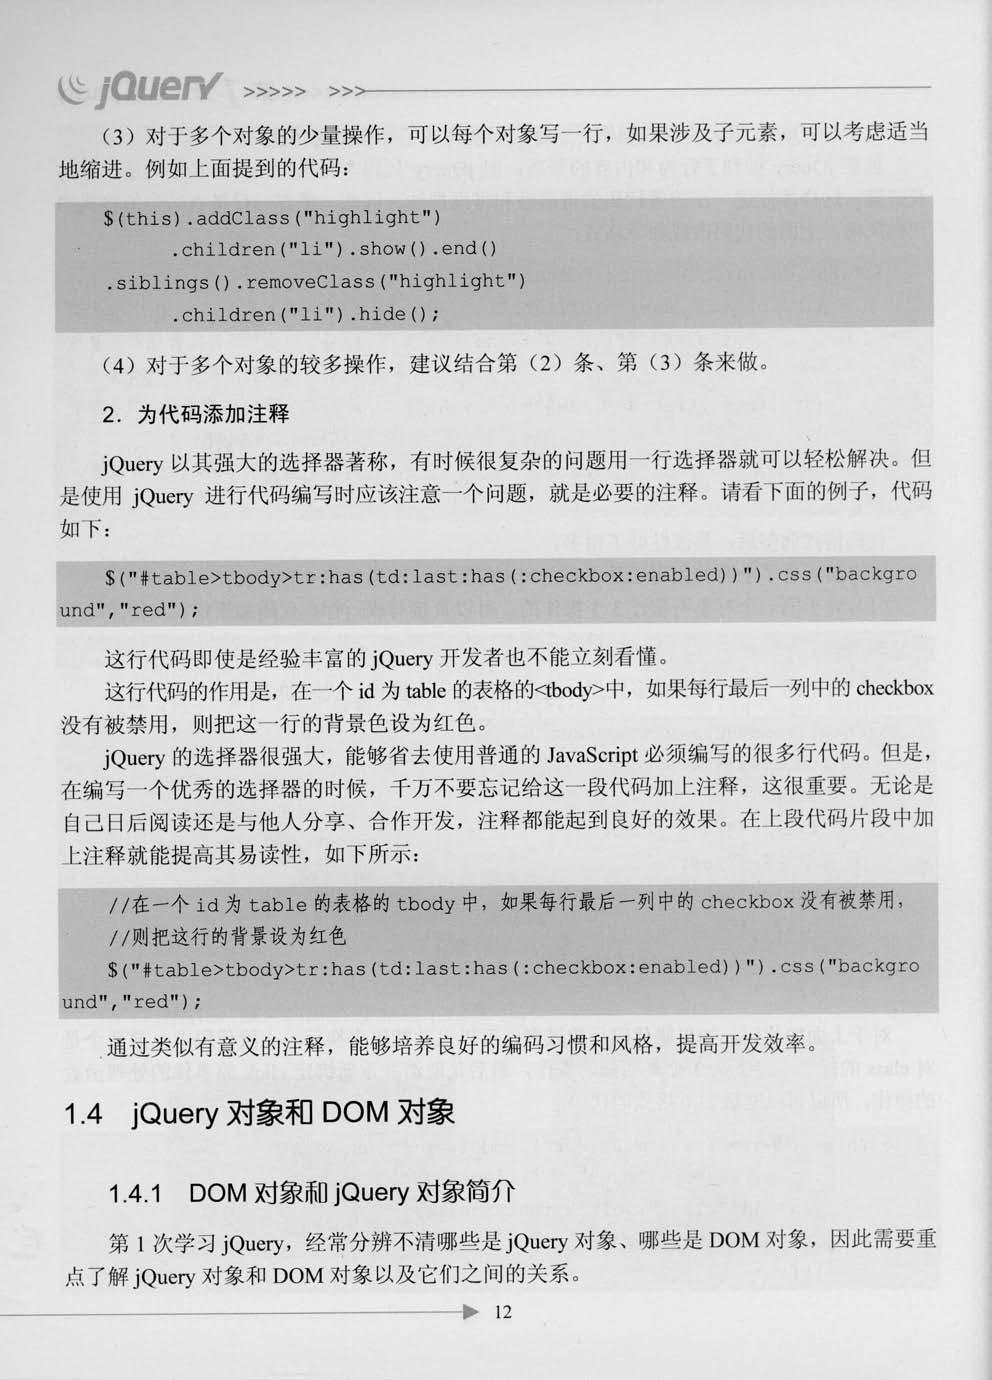 jQuery >>>>> >>>
（3）对于多个对象的少量操作，可以每个对象写一行，如果涉及子元素，可以考虑适当
地缩进。例如上面提到的代码：
$(this).addClass("highlight")
.children("li").show().end()
.siblings().removeClass("highlight")
.children("li").hide();
（4）对于多个对象的较多操作，建议结合第（2）条、第（3）条来做。
2．为代码添加注释
jQuery 以其强大的选择器著称，有时候很复杂的问题用一行选择器就可以轻松解决。但
是使用 jQuery 进行代码编写时应该注意一个问题，就是必要的注释。请看下面的例子，代码
如下：
$("#table>tbody>tr:has(td:last:has(:checkbox:enabled))").css("backgro
und","red");
这行代码即使是经验丰富的 jQuery 开发者也不能立刻看懂。
这行代码的作用是，在一个 id 为 table 的表格的<tbody>中，如果每行最后一列中的 checkbox
没有被禁用，则把这一行的背景色设为红色。
jQuery 的选择器很强大，能够省去使用普通的 JavaScript 必须编写的很多行代码。但是，
在编写一个优秀的选择器的时候，千万不要忘记给这一段代码加上注释，这很重要。无论是
自己日后阅读还是与他人分享、合作开发，注释都能起到良好的效果。在上段代码片段中加
上注释就能提高其易读性，如下所示：
//在一个 id 为 table 的表格的 tbody 中，如果每行最后一列中的 checkbox 没有被禁用，
//则把这行的背景设为红色
$("#table>tbody>tr:has(td:last:has(:checkbox:enabled))").css("backgro
und","red");
通过类似有意义的注释，能够培养良好的编码习惯和风格，提高开发效率。
1.4 jQuery 对象和 DOM 对象
1.4.1 DOM 对象和 jQuery 对象简介
第 1 次学习 jQuery，经常分辨不清哪些是 jQuery 对象、哪些是 DOM 对象，因此需要重
点了解 jQuery 对象和 DOM 对象以及它们之间的关系。
12